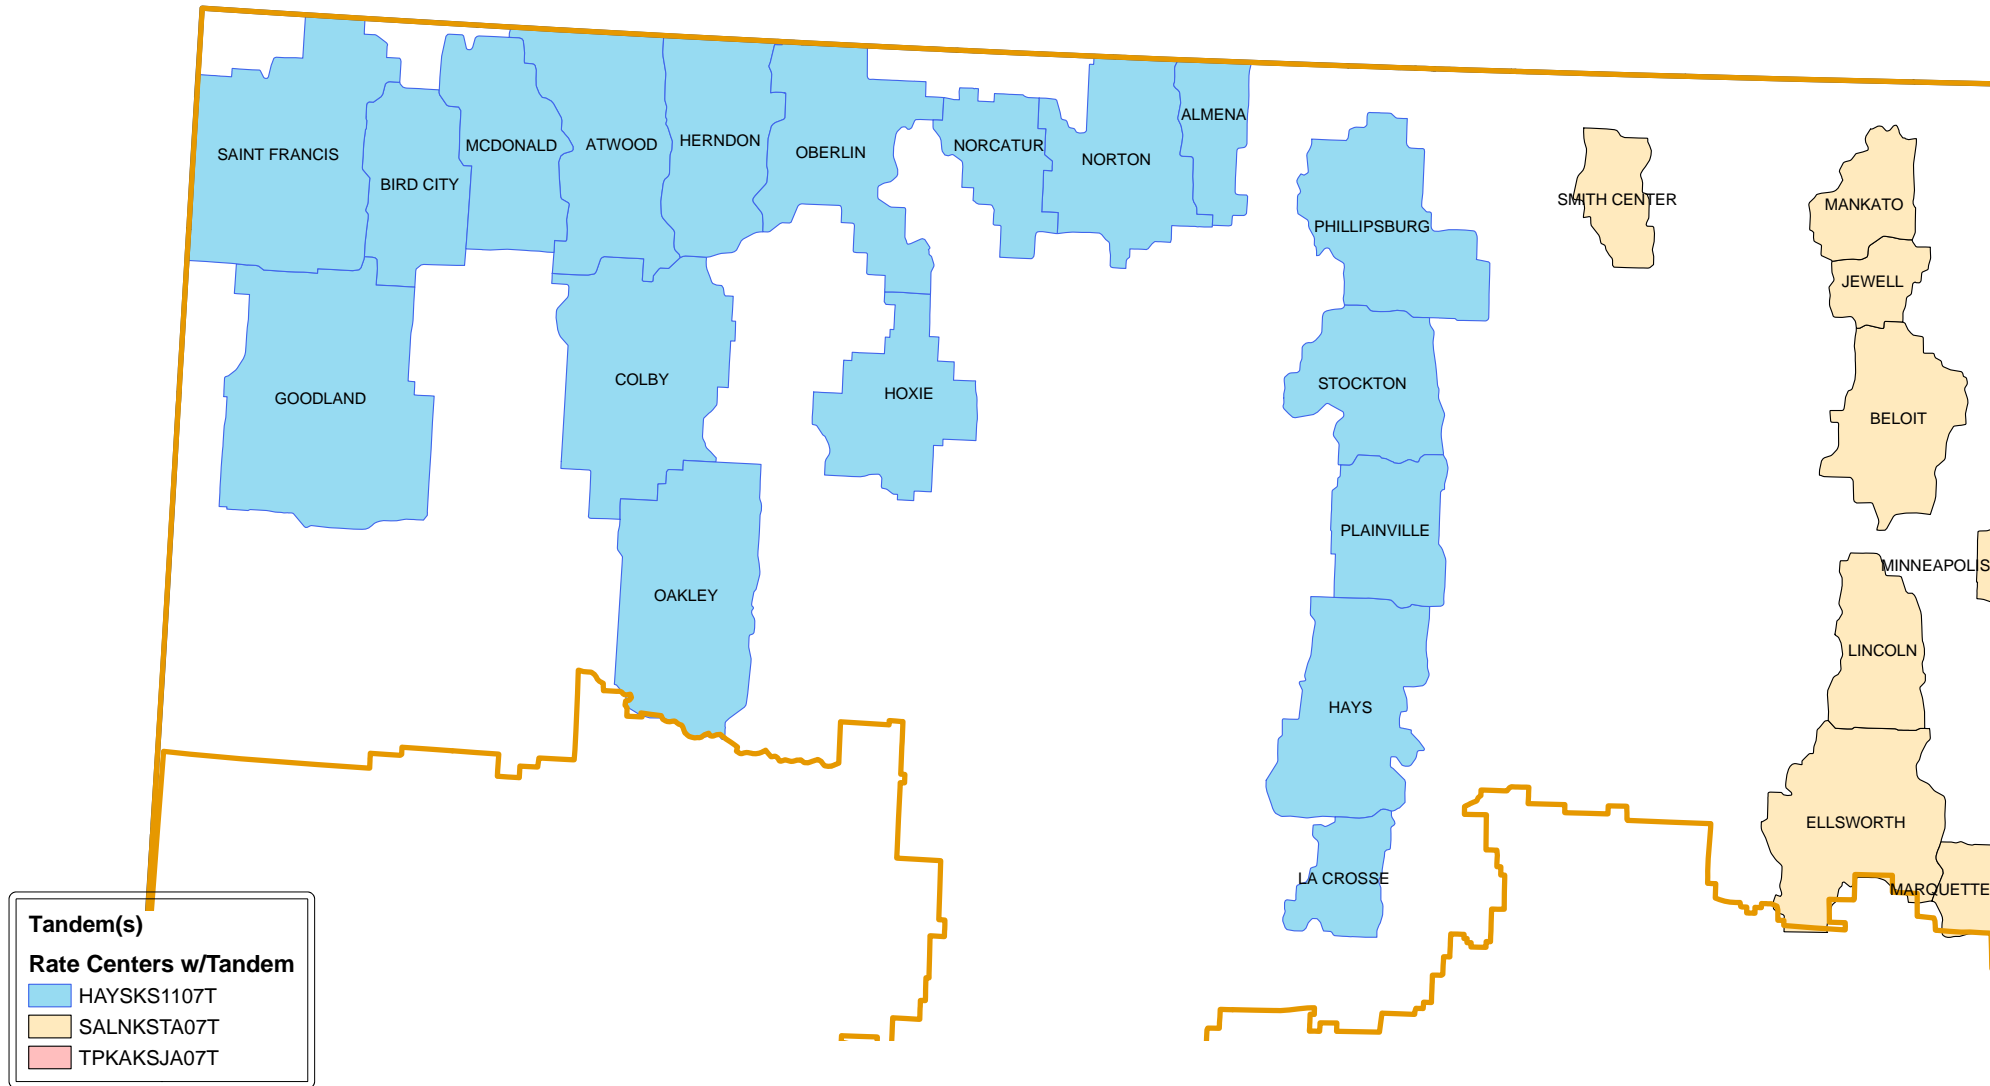 ALMENA
SAINT FRANCIS
BIRD CITY
MCDONALD
ATWOOD
HERNDON
OBERLIN
NORCATUR
NORTON
PHILLIPSBURG
SMITH CENTER
MANKATO
JEWELL
GOODLAND
COLBY
HOXIE
STOCKTON
BELOIT
PLAINVILLE
MINNEAPOLIS
OAKLEY
LINCOLN
HAYS
ELLSWORTH
LA CROSSE
MARQUETTE
Tandem(s)
Rate Centers w/Tandem
HAYSKS1107T
SALNKSTA07T
TPKAKSJA07T